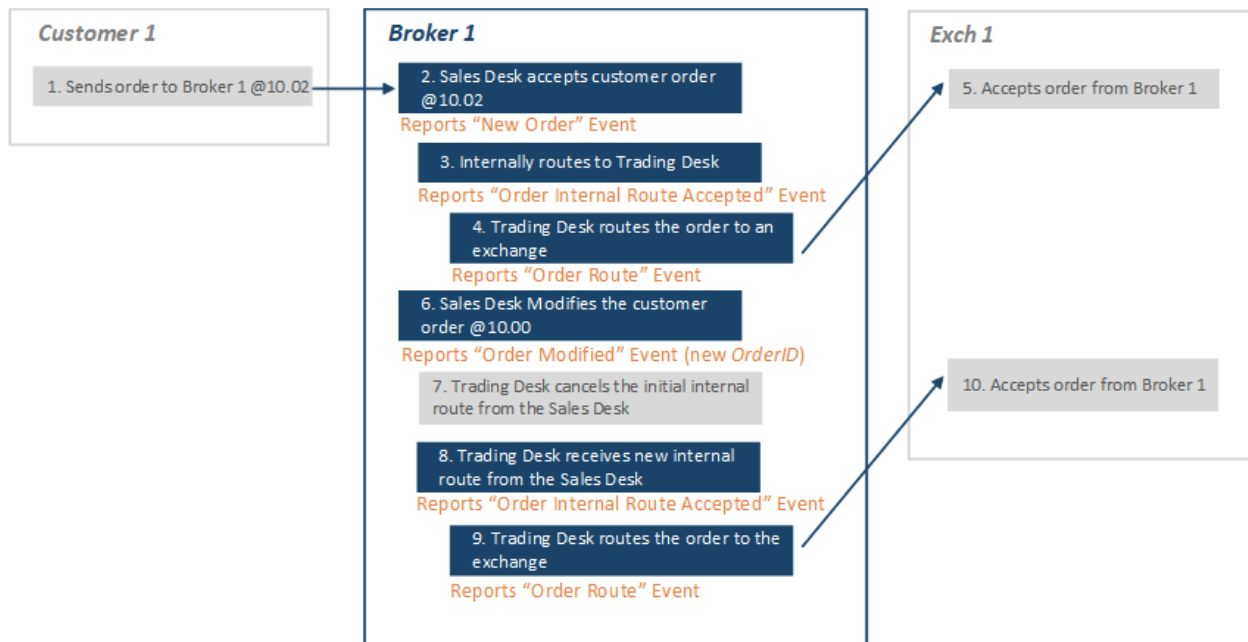 Customer 1
1. Sends order to Broker 1 @10.02
Broker 1
2. Sales Desk accepts customer order
@10.02
Reports “New Order” Event
3. Internally routes to Trading Desk
Reports “Order Internal Route Accepted” Event
4. Trading Desk routes the order to an
exchange
Reports “Order Route” Event
6. Sales Desk Modifies the customer
order @10.00
Reports “Order Modified” Event (new OrderID)
7. Trading Desk cancels the initial internal
route from the Sales Desk
8. Trading Desk receives new internal
route from the Sales Desk
Reports “Order Internal Route Accepted” Event
9. Trading Desk routes the order to the
exchange
Reports “Order Route” Event
Exch 1
5. Accepts order from Broker 1
10. Accepts order from Broker 1